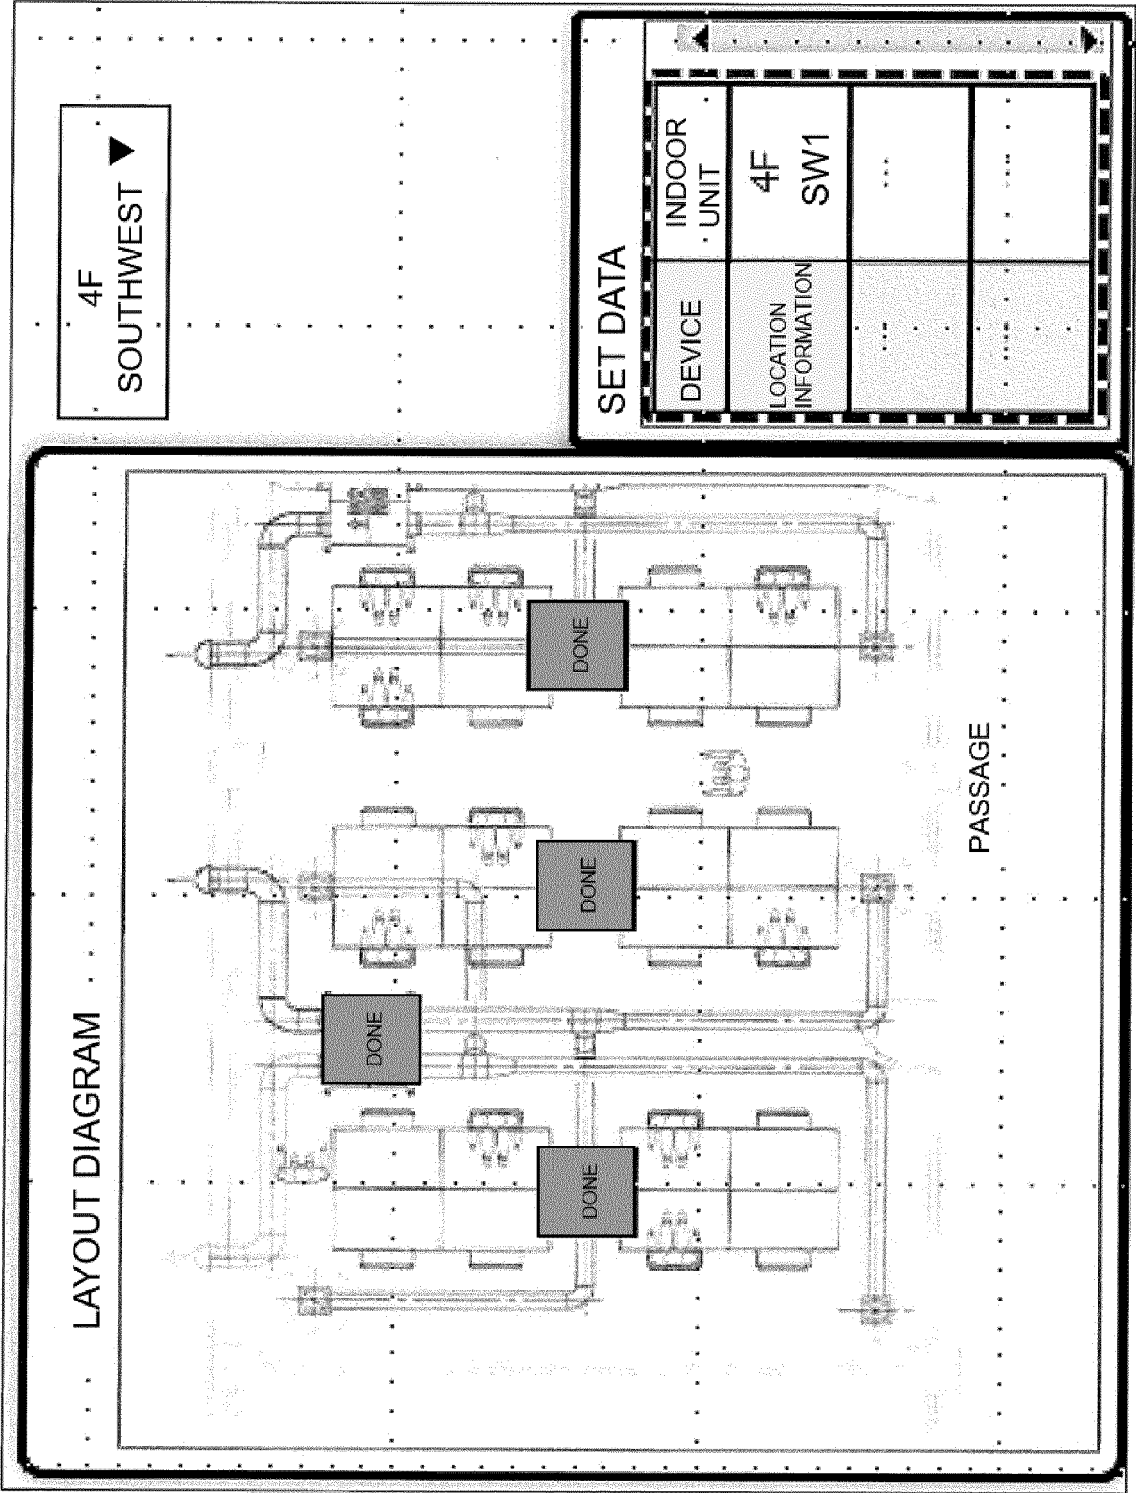 LAYOUT DIAGRAM
4F
SOUTHWEST ▼
DONE
DONE
DONE
DONE
PASSAGE
SET DATA
DEVICE
INDOOR
UNIT
LOCATION
INFORMATION
4F
SW1
...
...
....
....